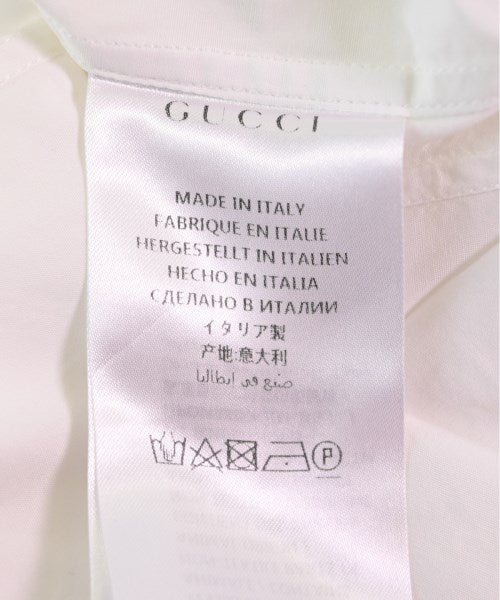 GUCCI
MADE IN ITALY
FABRIQUE EN ITALIE
HERGESTELLT IN ITALIEN
HECHO EN ITALIA
СДЕЛАНО В ИТАЛИИ
イタリア製
产地:意大利
صنع في ايطاليا
P